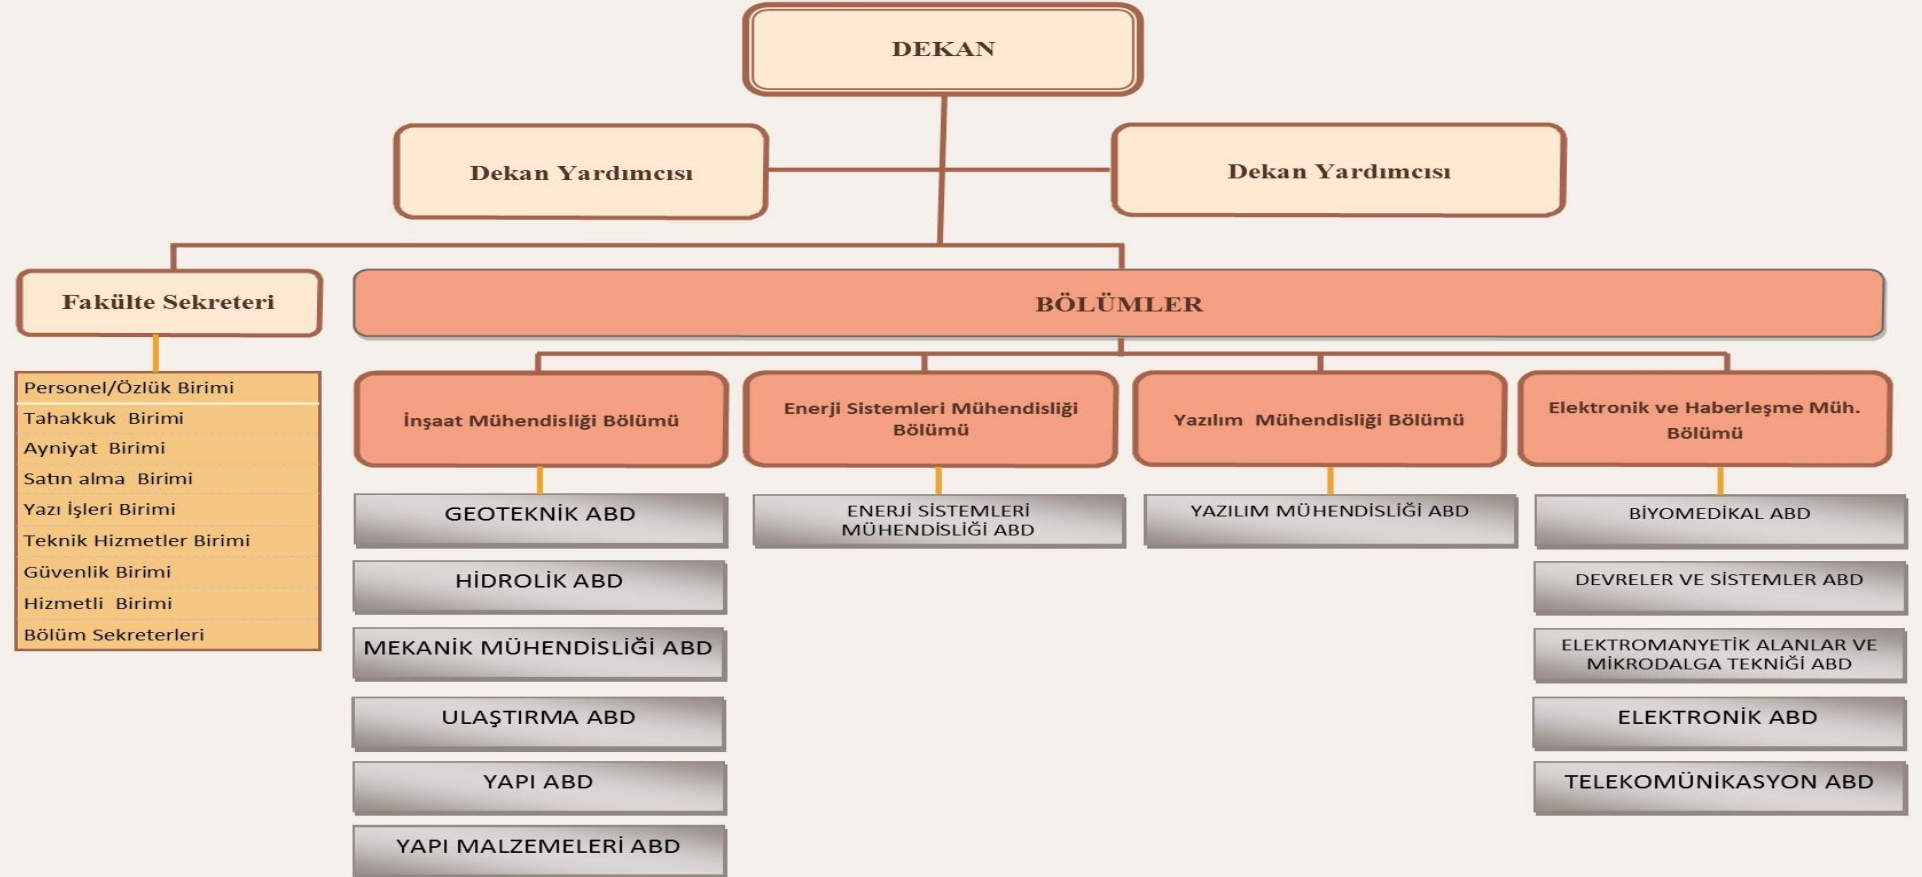 DEKAN
Dekan Yardımcısı
Dekan Yardımcısı
Fakülte Sekreteri
BÖLÜMLER
Personel/Özlük Birimi
Tahakkuk Birimi
Ayniyat Birimi
Satın alma Birimi
Yazı İşleri Birimi
Teknik Hizmetler Birimi
Güvenlik Birimi
Hizmetli Birimi
Bölüm Sekreterleri
İnşaat Mühendisliği Bölümü
GEOTEKNİK ABD
HİDROLİK ABD
MEKANİK MÜHENDİSLİĞİ ABD
ULAŞTIRMA ABD
YAPI ABD
YAPI MALZEMELERİ ABD
Enerji Sistemleri Mühendisliği
Bölümü
ENERJİ SİSTEMLERİ
MÜHENDİSLİĞİ ABD
Yazılım Mühendisliği Bölümü
YAZILIM MÜHENDİSLİĞİ ABD
Elektronik ve Haberleşme Müh.
Bölümü
BİYOMEDİKAL ABD
DEVRELER VE SİSTEMLER ABD
ELEKTROMANYETİK ALANLAR VE
MİKRODALGA TEKNİĞİ ABD
ELEKTRONİK ABD
TELEKOMÜNİKASYON ABD